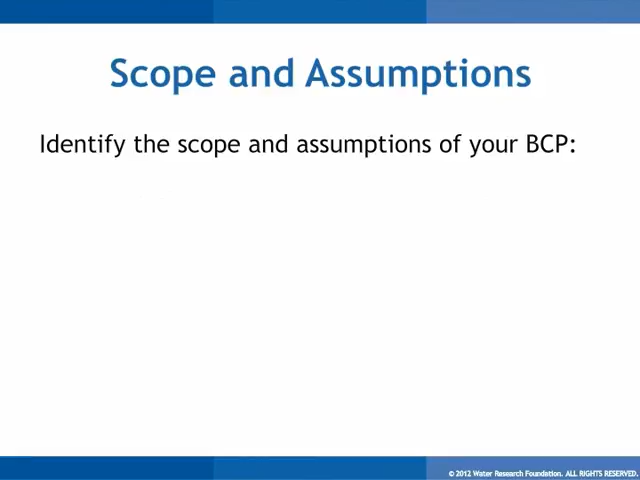 Scope and Assumptions
Identify the scope and assumptions of your BCP:
© 2012 Water Research Foundation. ALL RIGHTS RESERVED.